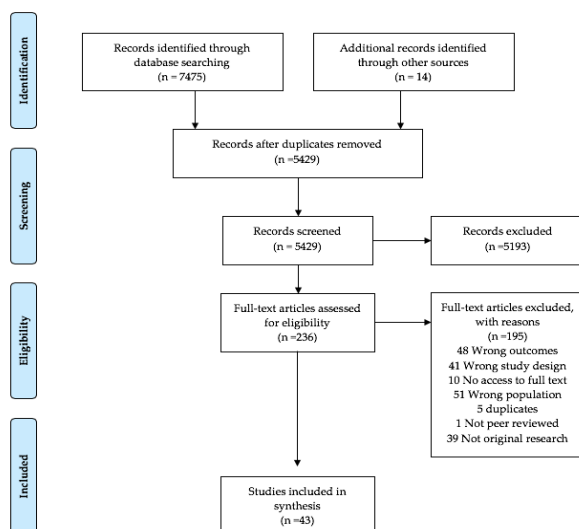 Identification
Records identified through
database searching
(n = 7475)
Additional records identified
through other sources
(n = 14)
Records after duplicates removed
(n =5429)
Screening
Records screened
(n =5429)
Records excluded
(n =5193)
Eligibility
Full-text articles assessed
for eligibility
(n =236)
Full-text articles excluded,
with reasons
(n =195)
48 Wrong outcomes
41 Wrong study design
10 No access to full text
51 Wrong population
5 duplicates
1 Not peer reviewed
39 Not original research
Included
Studies included in
synthesis
(n =43)